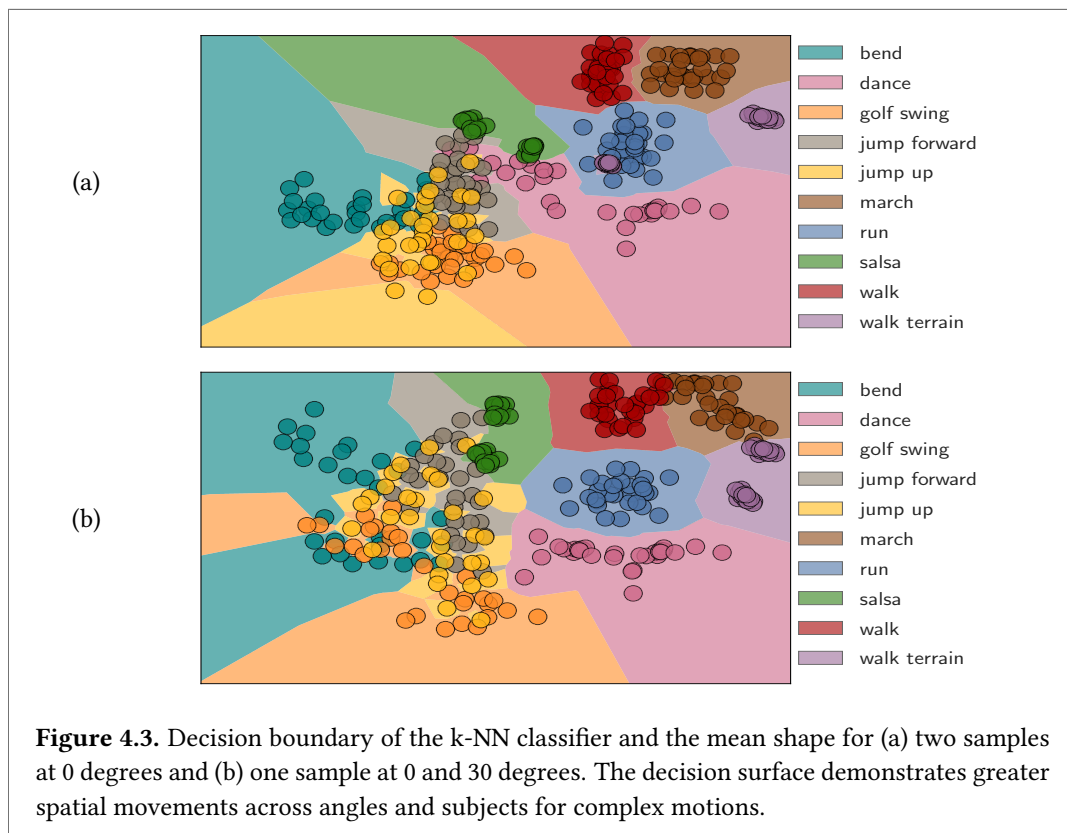 (a)
bend
dance
golf swing
jump forward
jump up
march
run
salsa
walk
walk terrain
(b)
bend
dance
golf swing
jump forward
jump up
march
run
salsa
walk
walk terrain
Figure 4.3. Decision boundary of the k-NN classifier and the mean shape for (a) two samples
at 0 degrees and (b) one sample at 0 and 30 degrees. The decision surface demonstrates greater
spatial movements across angles and subjects for complex motions.